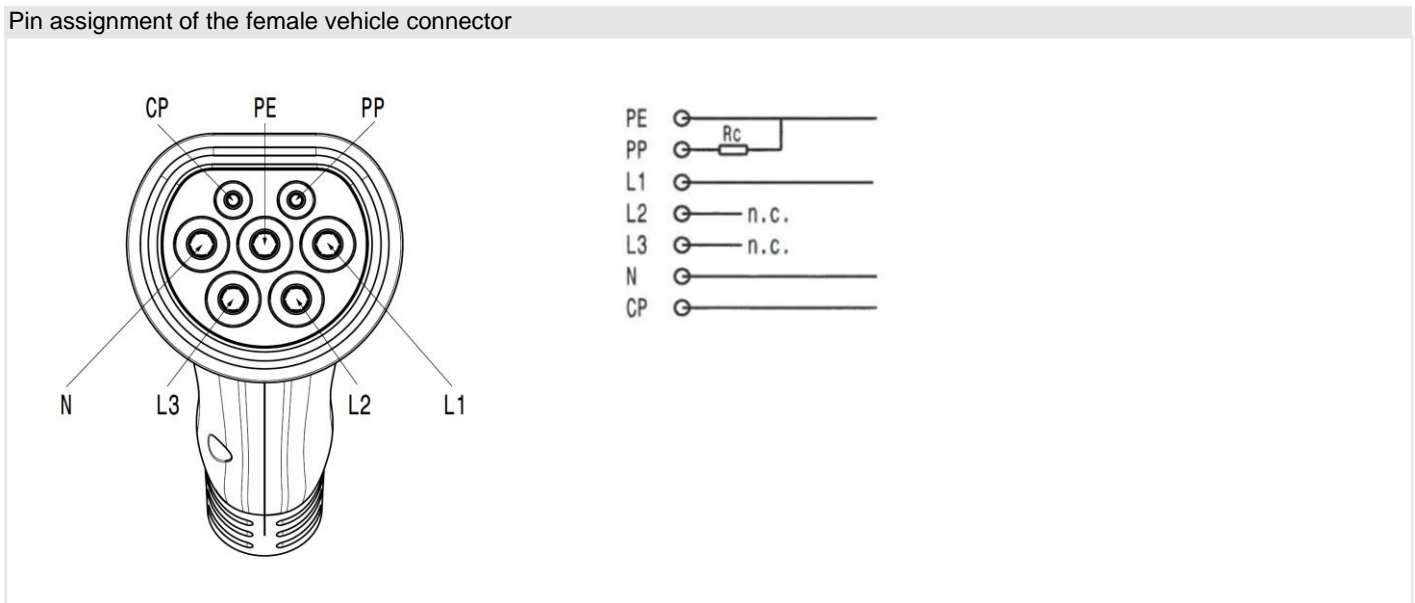 Pin assignment of the female vehicle connector
CP PE PP
N L3 L2 L1
PE
Rc
PP
L1
L2 n.c.
L3 n.c.
N
CP